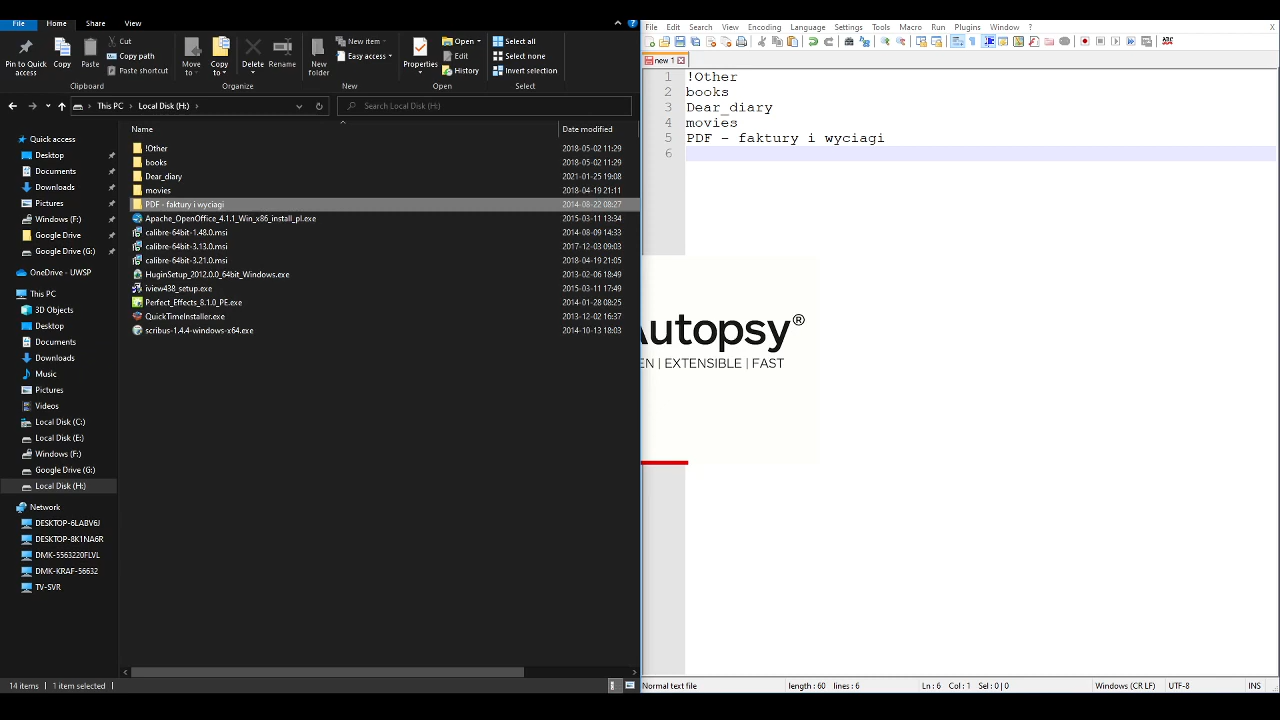 File Home Share View
Pin to Quick access
Copy
Paste
Cut
Copy path
Paste shortcut
Clipboard
Move to
Copy to
Delete
Rename
Organize
New folder
New item
Easy access
New
Properties
Open
Edit
History
Open
Select all
Select none
Invert selection
Select
This PC Local Disk (H:)
Search Local Disk (H:)
Quick access
Desktop
Documents
Downloads
Pictures
Windows (F:)
Google Drive
Google Drive (G:)
OneDrive - UWSP
This PC
3D Objects
Desktop
Documents
Downloads
Music
Pictures
Videos
Local Disk (C:)
Local Disk (E:)
Windows (F:)
Google Drive (G:)
Local Disk (H:)
Network
DESKTOP-6LABV6J
DESKTOP-8K1NA6R
DMK-5563220FLVL
DMK-KRAF-56632
TV-SVR
Name Date modified
!Other 2018-05-02 11:29
books 2018-05-02 11:29
Dear_diary 2021-01-25 19:08
movies 2018-04-19 21:11
PDF - faktury i wyciagi 2014-08-22 08:27
Apache_OpenOffice_4.1.1_Win_x86_install_pl.exe 2015-03-11 13:34
calibre-64bit-1.48.0.msi 2014-08-09 14:33
calibre-64bit-3.13.0.msi 2017-12-03 09:03
calibre-64bit-3.21.0.msi 2018-04-19 21:05
HuginSetup_2012.0.0_64bit_Windows.exe 2013-02-06 18:49
iview438_setup.exe 2015-03-11 17:49
Perfect_Effects_8.1.0_PE.exe 2014-01-28 08:25
QuickTimeInstaller.exe 2013-12-02 16:37
scribus-1.4.4-windows-x64.exe 2014-10-13 18:03
14 items 1 item selected
File Edit Search View Encoding Language Settings Tools Macro Run Plugins Window ? X
ABC
new 1
1 !Other
2 books
3 Dear_diary
4 movies
5 PDF - faktury i wyciagi
6
Autopsy®
EN | EXTENSIBLE | FAST
Normal text file length : 60 lines : 6 Ln : 6 Col : 1 Sel : 0 | 0 Windows (CR LF) UTF-8 INS